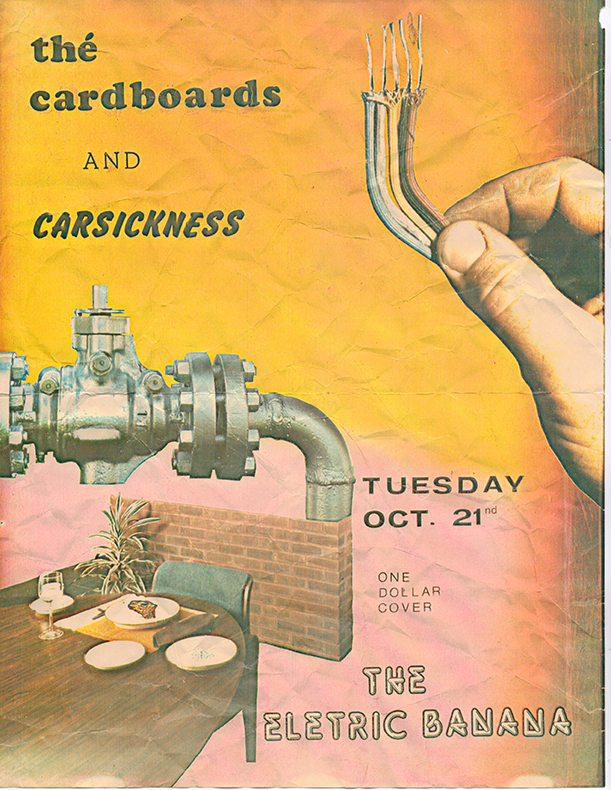 thé
cardboards
AND
CARSICKNESS
TUESDAY
OCT. 21nd
ONE
DOLLAR
COVER
THE
ELETRIC BANANA